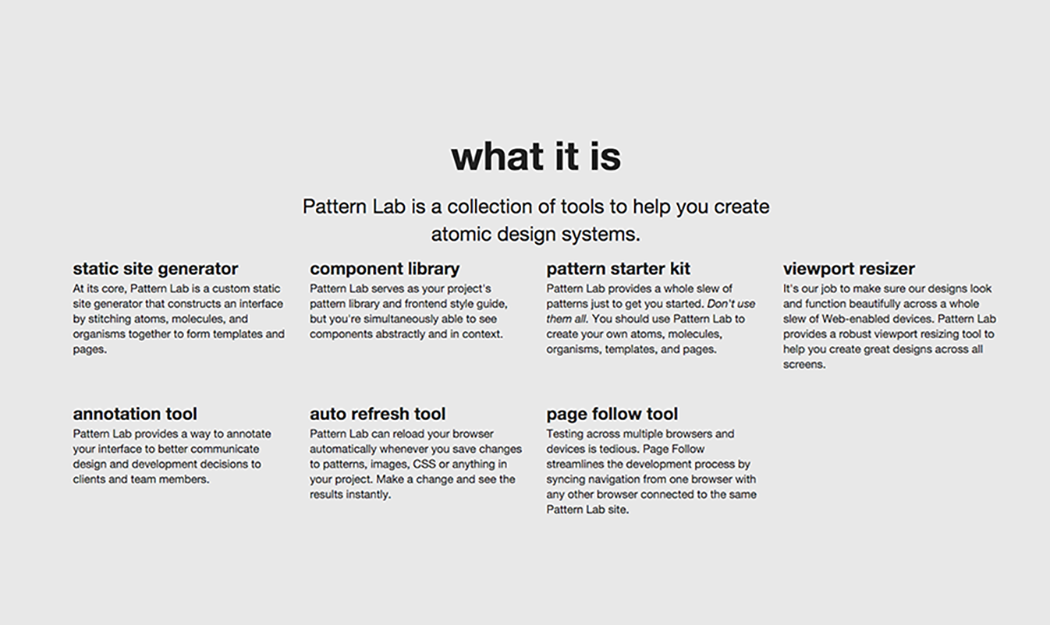 what it is
Pattern Lab is a collection of tools to help you create
atomic design systems.
static site generator
At its core, Pattern Lab is a custom static
site generator that constructs an interface
by stitching atoms, molecules, and
organisms together to form templates and
pages.
component library
Pattern Lab serves as your project's
pattern library and frontend style guide,
but you're simultaneously able to see
components abstractly and in context.
pattern starter kit
Pattern Lab provides a whole slew of
patterns just to get you started. Don't use
them all. You should use Pattern Lab to
create your own atoms, molecules,
organisms, templates, and pages.
viewport resizer
It's our job to make sure our designs look
and function beautifully across a whole
slew of Web-enabled devices. Pattern Lab
provides a robust viewport resizing tool to
help you create great designs across all
screens.
annotation tool
Pattern Lab provides a way to annotate
your interface to better communicate
design and development decisions to
clients and team members.
auto refresh tool
Pattern Lab can reload your browser
automatically whenever you save changes
to patterns, images, CSS or anything in
your project. Make a change and see the
results instantly.
page follow tool
Testing across multiple browsers and
devices is tedious. Page Follow
streamlines the development process by
syncing navigation from one browser with
any other browser connected to the same
Pattern Lab site.